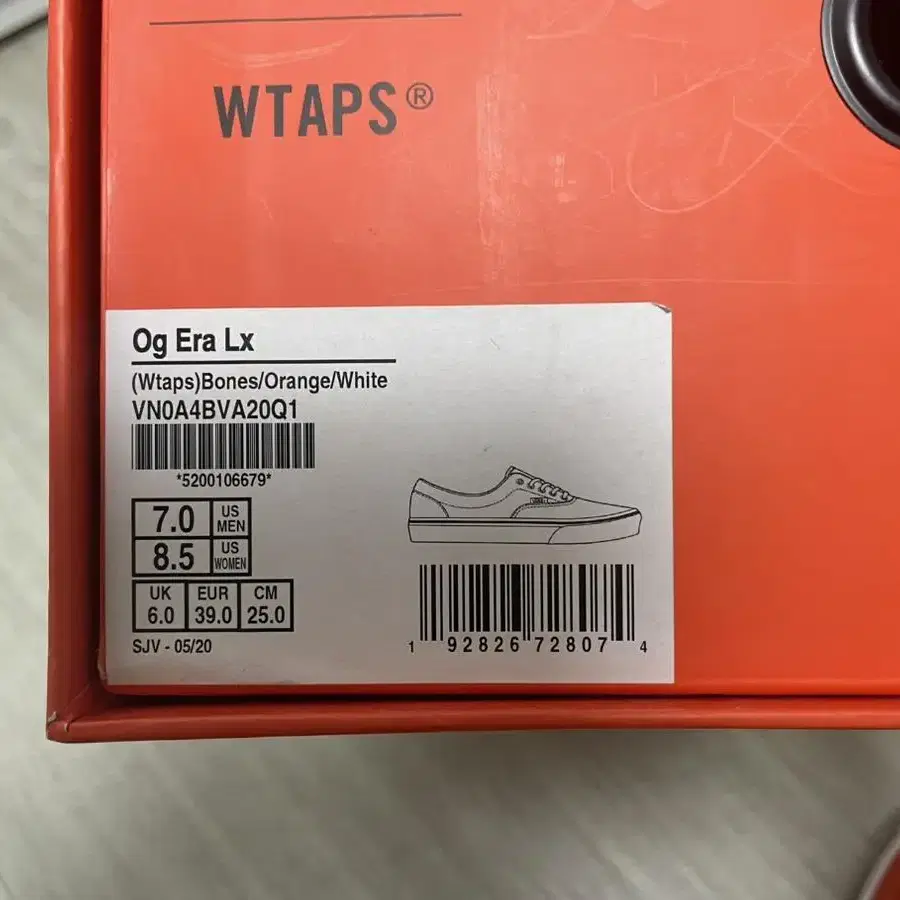 WTAPS®
Og Era Lx
(Wtaps)Bones/Orange/White
VN0A4BVA20Q1
*5200106679*
7.0 US MEN
8.5 US WOMEN
UK EUR CM
6.0 39.0 25.0
SJV - 05/20
1 92826 72807 4